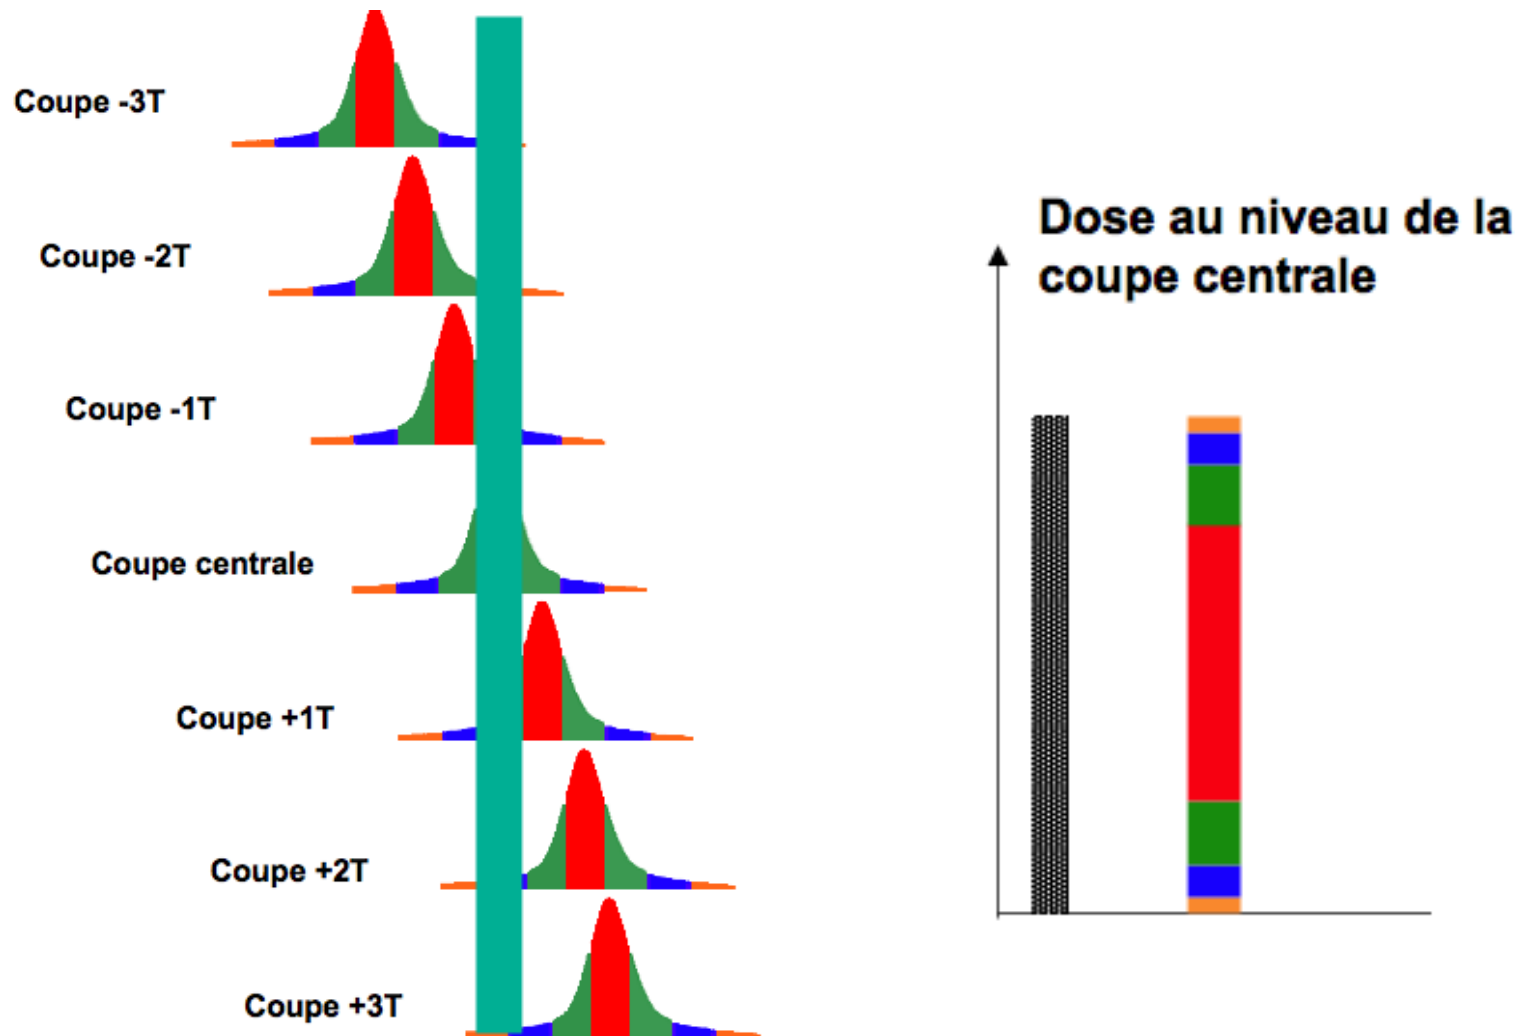 Coupe -3T
Coupe -2T
Coupe -1T
Coupe centrale
Coupe +1T
Coupe +2T
Coupe +3T
Dose au niveau de la
coupe centrale